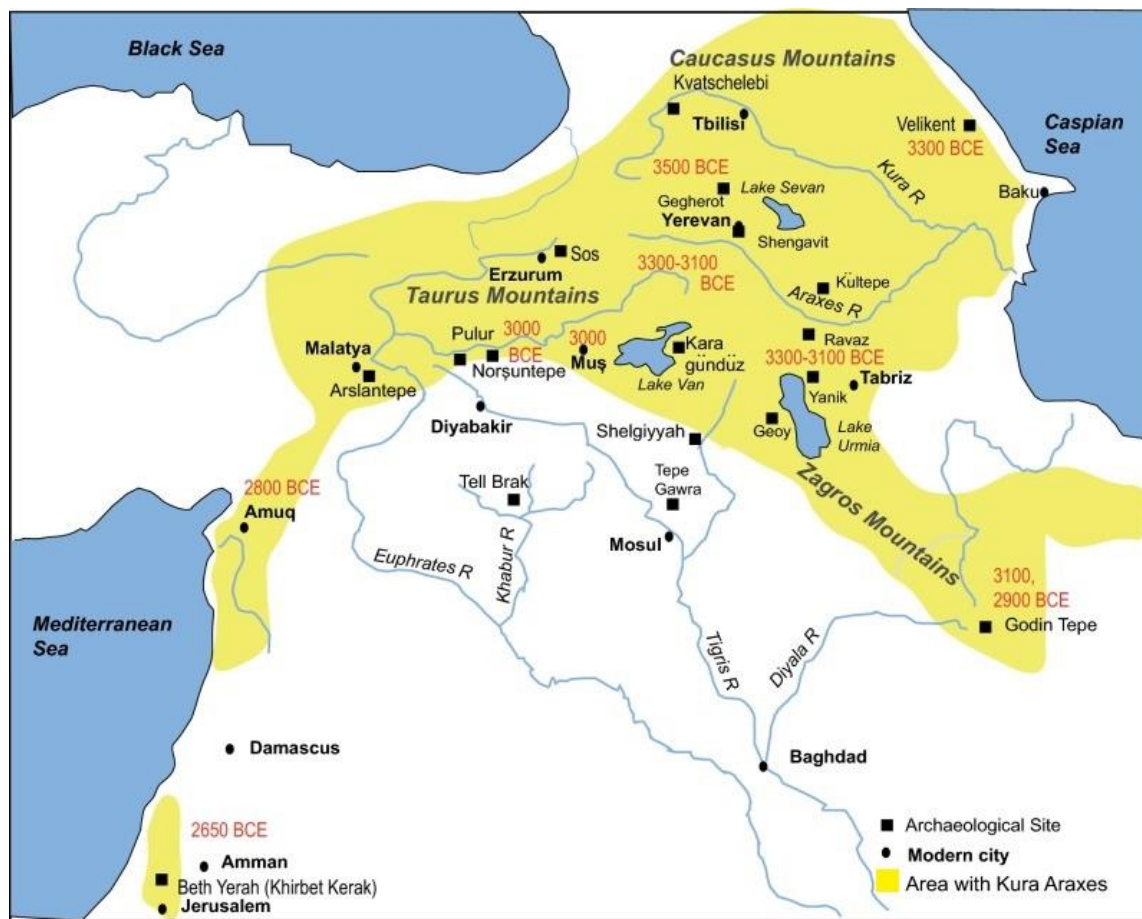 Black Sea
Caucasus Mountains
Kvatschelebi
Tbilisi
Velikent
3300 BCE
Caspian
Sea
3500 BCE
Gegherot
Lake Sevan
Kura R
Baku
Yerevan
Shengavit
Sos
Erzurum
3300-3100
BCE
Kültepe
Taurus Mountains
Araxes R
Pulur
3000
BCE
3000
Muş
Kara
gündüz
Ravaz
3300-3100 BCE
Malatya
Norşuntepe
Lake Van
Yanik
Tabriz
Arslantepe
Diyabakir
Shelgiyyah
Geoy
Lake
Urmia
2800 BCE
Amuq
Tell Brak
Tepe
Gawra
Zagros Mountains
Mosul
Euphrates R
Khabur R
3100,
2900 BCE
Godin Tepe
Mediterranean
Sea
Tigris R
Diyala R
Damascus
Baghdad
2650 BCE
Amman
Beth Yerah (Khirbet Kerak)
Jerusalem
Archaeological Site
Modern city
Area with Kura Araxes